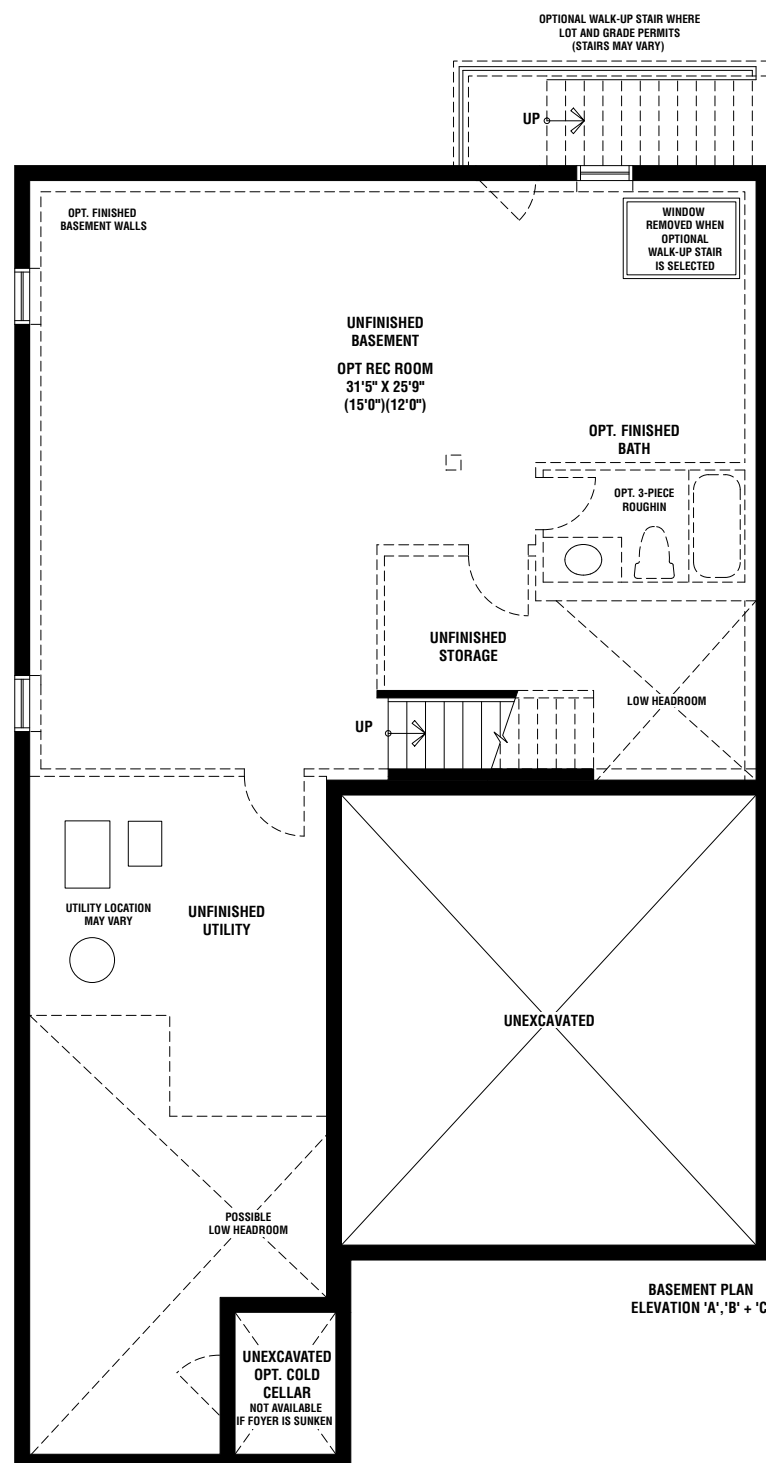 OPTIONAL WALK-UP STAIR WHERE
LOT AND GRADE PERMITS
(STAIRS MAY VARY)
UP
OPT. FINISHED
BASEMENT WALLS
WINDOW
REMOVED WHEN
OPTIONAL
WALK-UP STAIR
IS SELECTED
UNFINISHED
BASEMENT
OPT REC ROOM
31'5" X 25'9"
(15'0")(12'0")
OPT. FINISHED
BATH
OPT. 3-PIECE
ROUGHIN
UNFINISHED
STORAGE
LOW HEADROOM
UP
UTILITY LOCATION
MAY VARY
UNFINISHED
UTILITY
UNEXCAVATED
POSSIBLE
LOW HEADROOM
BASEMENT PLAN
ELEVATION 'A','B' + 'C
UNEXCAVATED
OPT. COLD
CELLAR
NOT AVAILABLE
IF FOYER IS SUNKEN